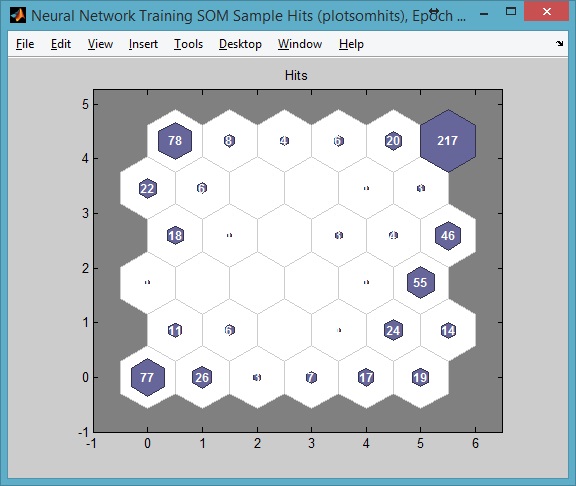 Neural Network Training SOM Sample Hits (plotsomhits), Epoch ...
File Edit View Insert Tools Desktop Window Help
Hits
5
78 8 4 6 20 217
4
22 6
3
18 4 46
2
55
1
11 6 24 14
0
77 26 7 17 19
-1
-1 0 1 2 3 4 5 6